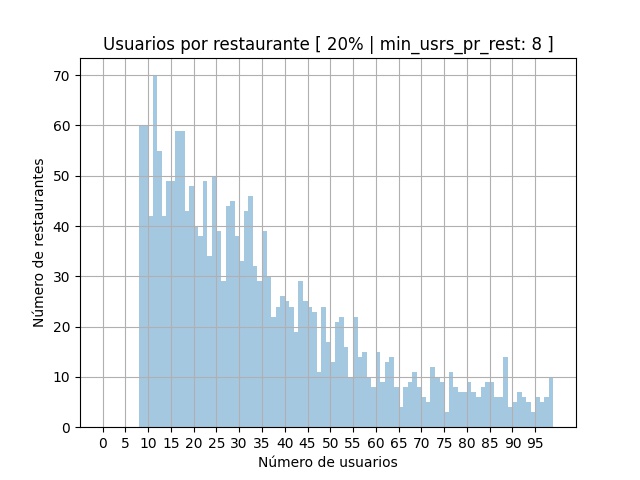 Usuarios por restaurante [ 20% | min_usrs_pr_rest: 8 ]
70
60
50
40
30
20
10
0
Número de restaurantes
0 5 10 15 20 25 30 35 40 45 50 55 60 65 70 75 80 85 90 95
Número de usuarios